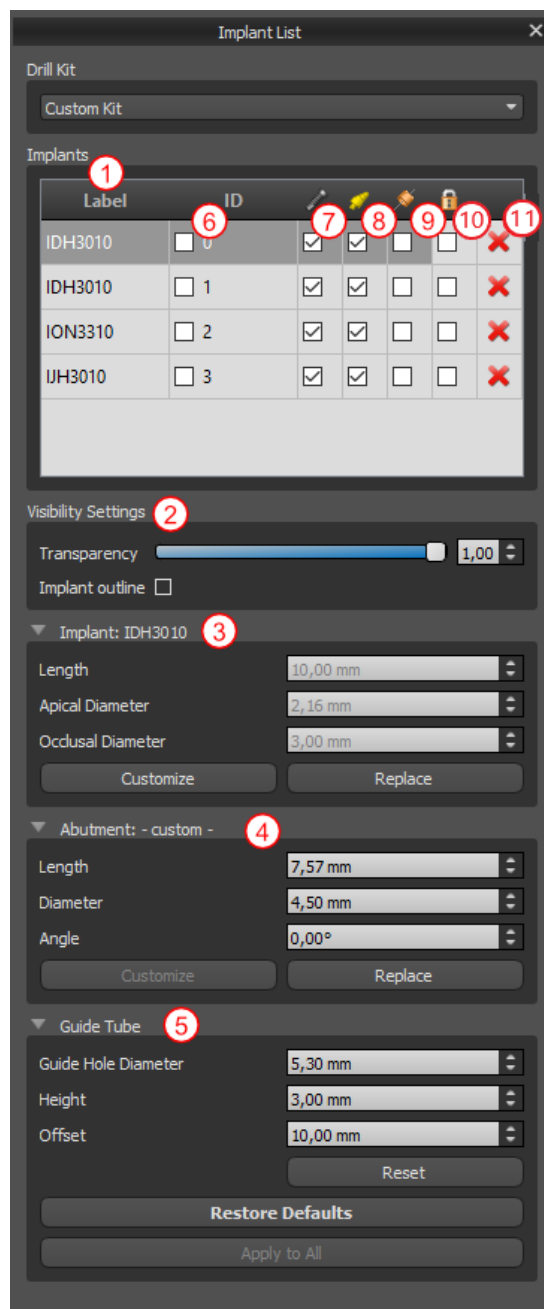 Implant List ×
Drill Kit
Custom Kit
Implants 1
Label ID
6 7 8 9 10 11
IDH3010 0
IDH3010 1
ION3310 2
IJH3010 3
Visibility Settings 2
Transparency 1,00
Implant outline
Implant: IDH3010 3
Length 10,00 mm
Apical Diameter 2,16 mm
Occlusal Diameter 3,00 mm
Customize Replace
Abutment: - custom - 4
Length 7,57 mm
Diameter 4,50 mm
Angle 0,00°
Customize Replace
Guide Tube 5
Guide Hole Diameter 5,30 mm
Height 3,00 mm
Offset 10,00 mm
Reset
Restore Defaults
Apply to All